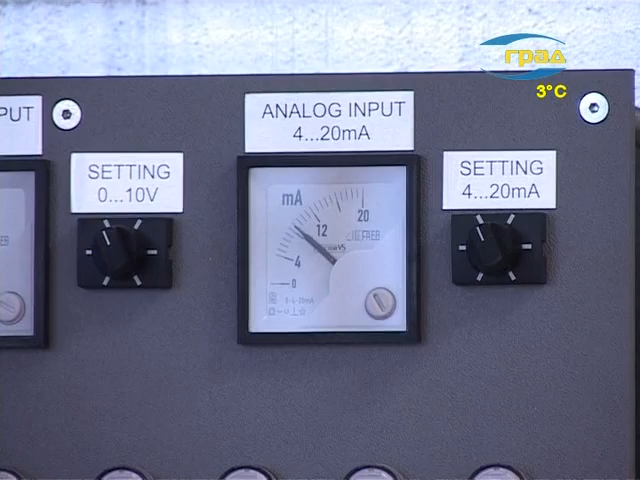 град
3°C
PUT
ANALOG INPUT
4...20mA
SETTING
0...10V
SETTING
4...20mA
mA
20
12
4
0